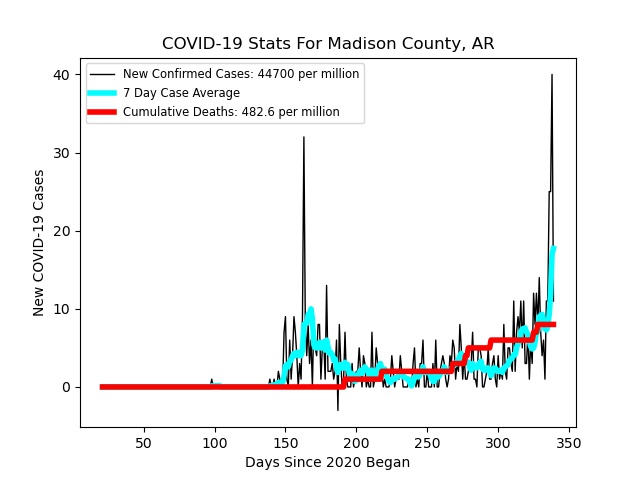 COVID-19 Stats For Madison County, AR
New Confirmed Cases: 44700 per million
7 Day Case Average
Cumulative Deaths: 482.6 per million
New COVID-19 Cases
40
30
20
10
0
50
100
150
200
250
300
350
Days Since 2020 Began